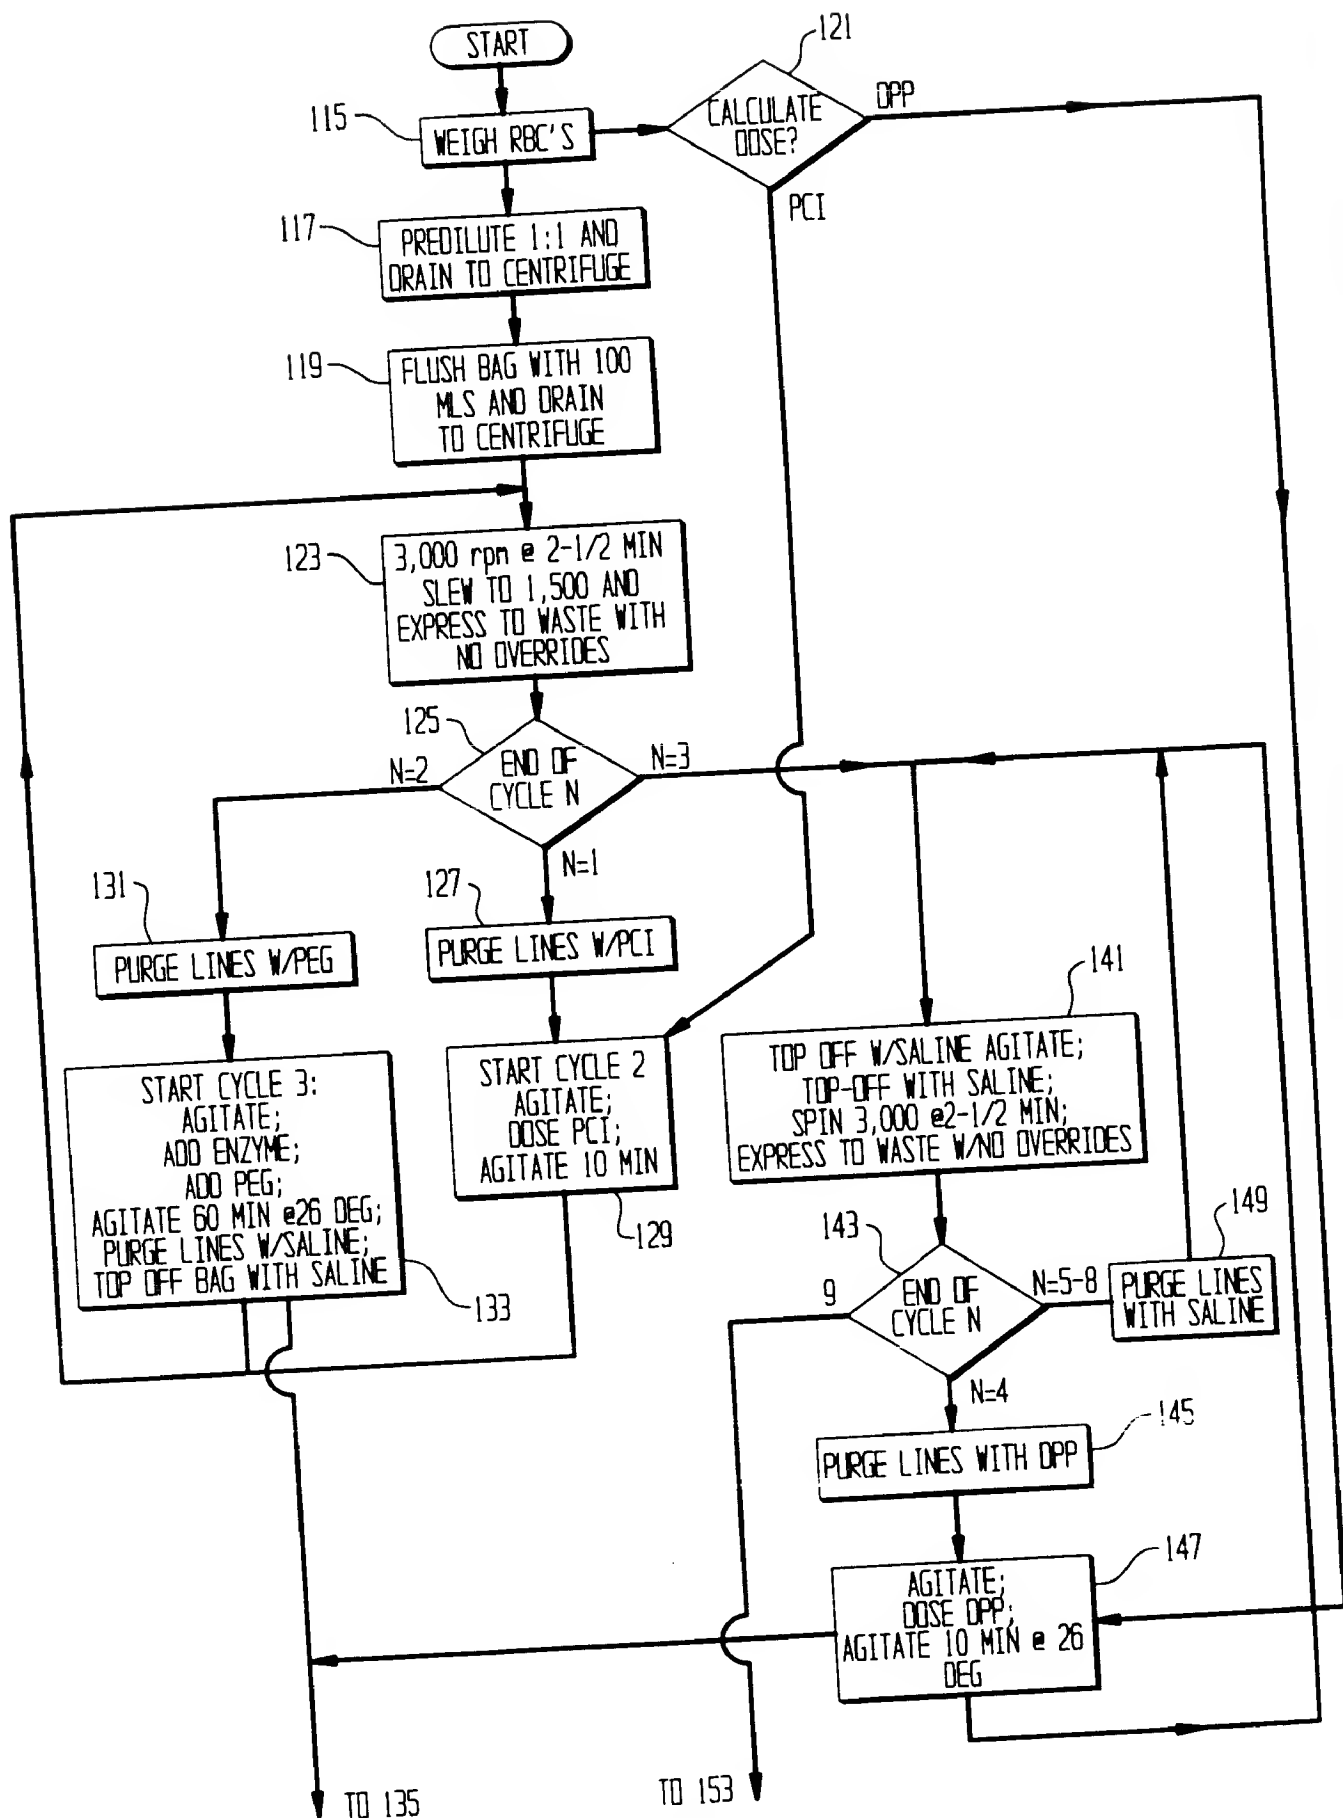 START
121
CALCULATE
DOSE?
DPP
PCI
115
WEIGH RBC'S
117
PREDILUTE 1:1 AND
DRAIN TO CENTRIFUGE
119
FLUSH BAG WITH 100
MLS AND DRAIN
TO CENTRIFUGE
123
3,000 rpm @ 2-1/2 MIN
SLEW TO 1,500 AND
EXPRESS TO WASTE WITH
NO OVERRIDES
125
END OF
CYCLE N
N=2
N=3
N=1
131
PURGE LINES W/PEG
127
PURGE LINES W/PCI
START CYCLE 3:
AGITATE;
ADD ENZYME;
ADD PEG;
AGITATE 60 MIN @26 DEG;
PURGE LINES W/SALINE;
TOP OFF BAG WITH SALINE
133
START CYCLE 2
AGITATE;
DOSE PCI;
AGITATE 10 MIN
129
141
TOP OFF W/SALINE AGITATE;
TOP-OFF WITH SALINE;
SPIN 3,000 @2-1/2 MIN;
EXPRESS TO WASTE W/NO OVERRIDES
143
END OF
CYCLE N
9
N=5-8
N=4
149
PURGE LINES
WITH SALINE
145
PURGE LINES WITH DPP
147
AGITATE;
DOSE DPP;
AGITATE 10 MIN @ 26
DEG
TO 135
TO 153